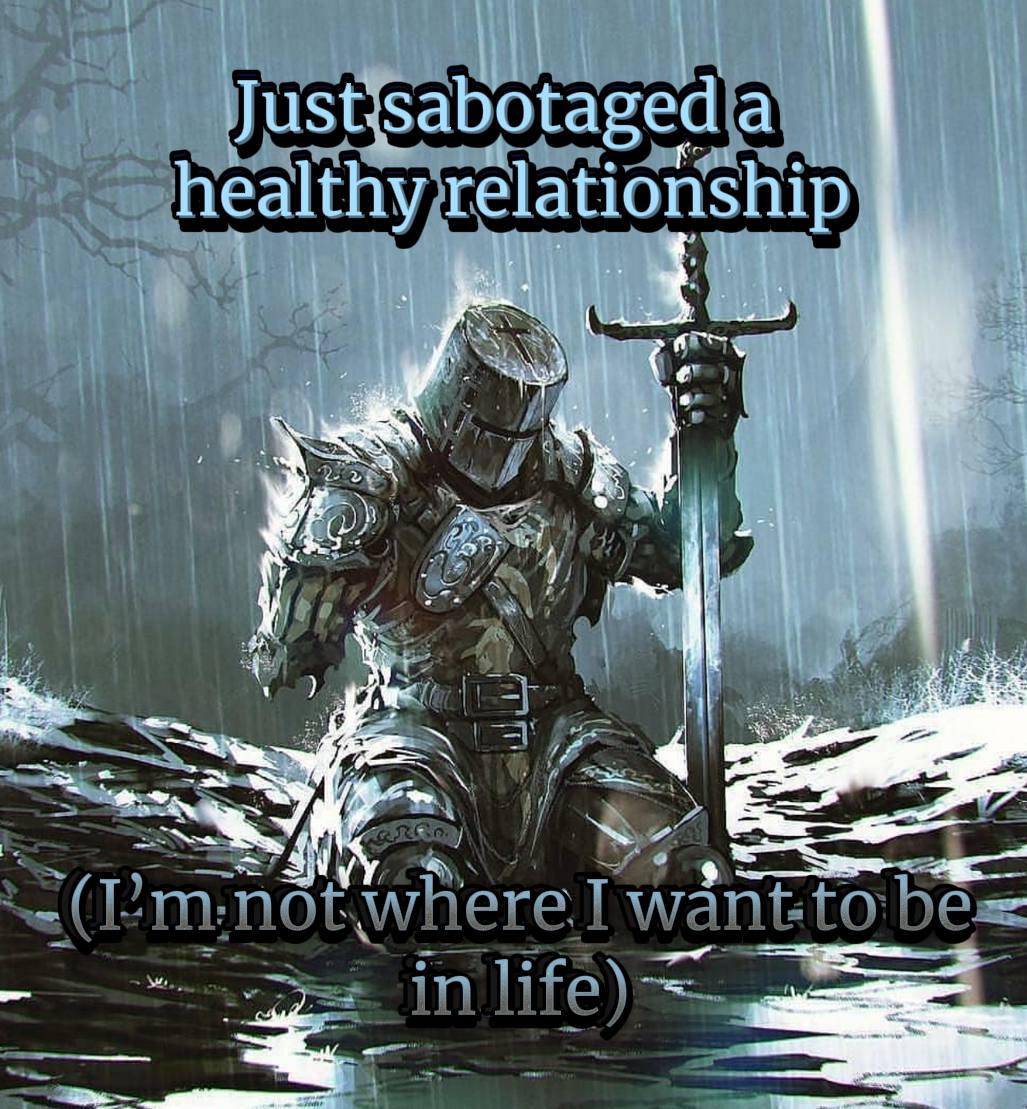 Just sabotaged a
healthy relationship
(I’m not where I want to be
in life)